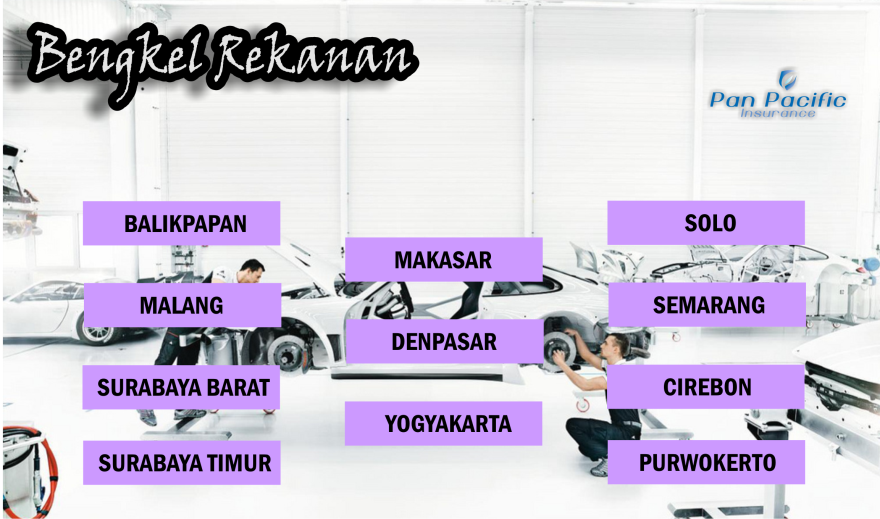 Bengkel Rekanan
Pan Pacific
Insurance
BALIKPAPAN
MALANG
SURABAYA BARAT
SURABAYA TIMUR
MAKASAR
DENPASAR
YOGYAKARTA
SOLO
SEMARANG
CIREBON
PURWOKERTO